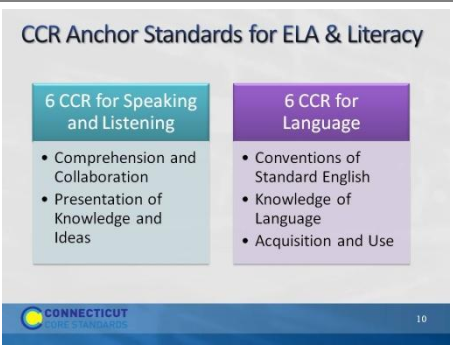 CCR Anchor Standards for ELA & Literacy
6 CCR for Speaking
and Listening
• Comprehension and
Collaboration
• Presentation of
Knowledge and
Ideas
6 CCR for
Language
• Conventions of
Standard English
• Knowledge of
Language
• Acquisition and Use
CONNECTICUT
CORE STANDARDS
10